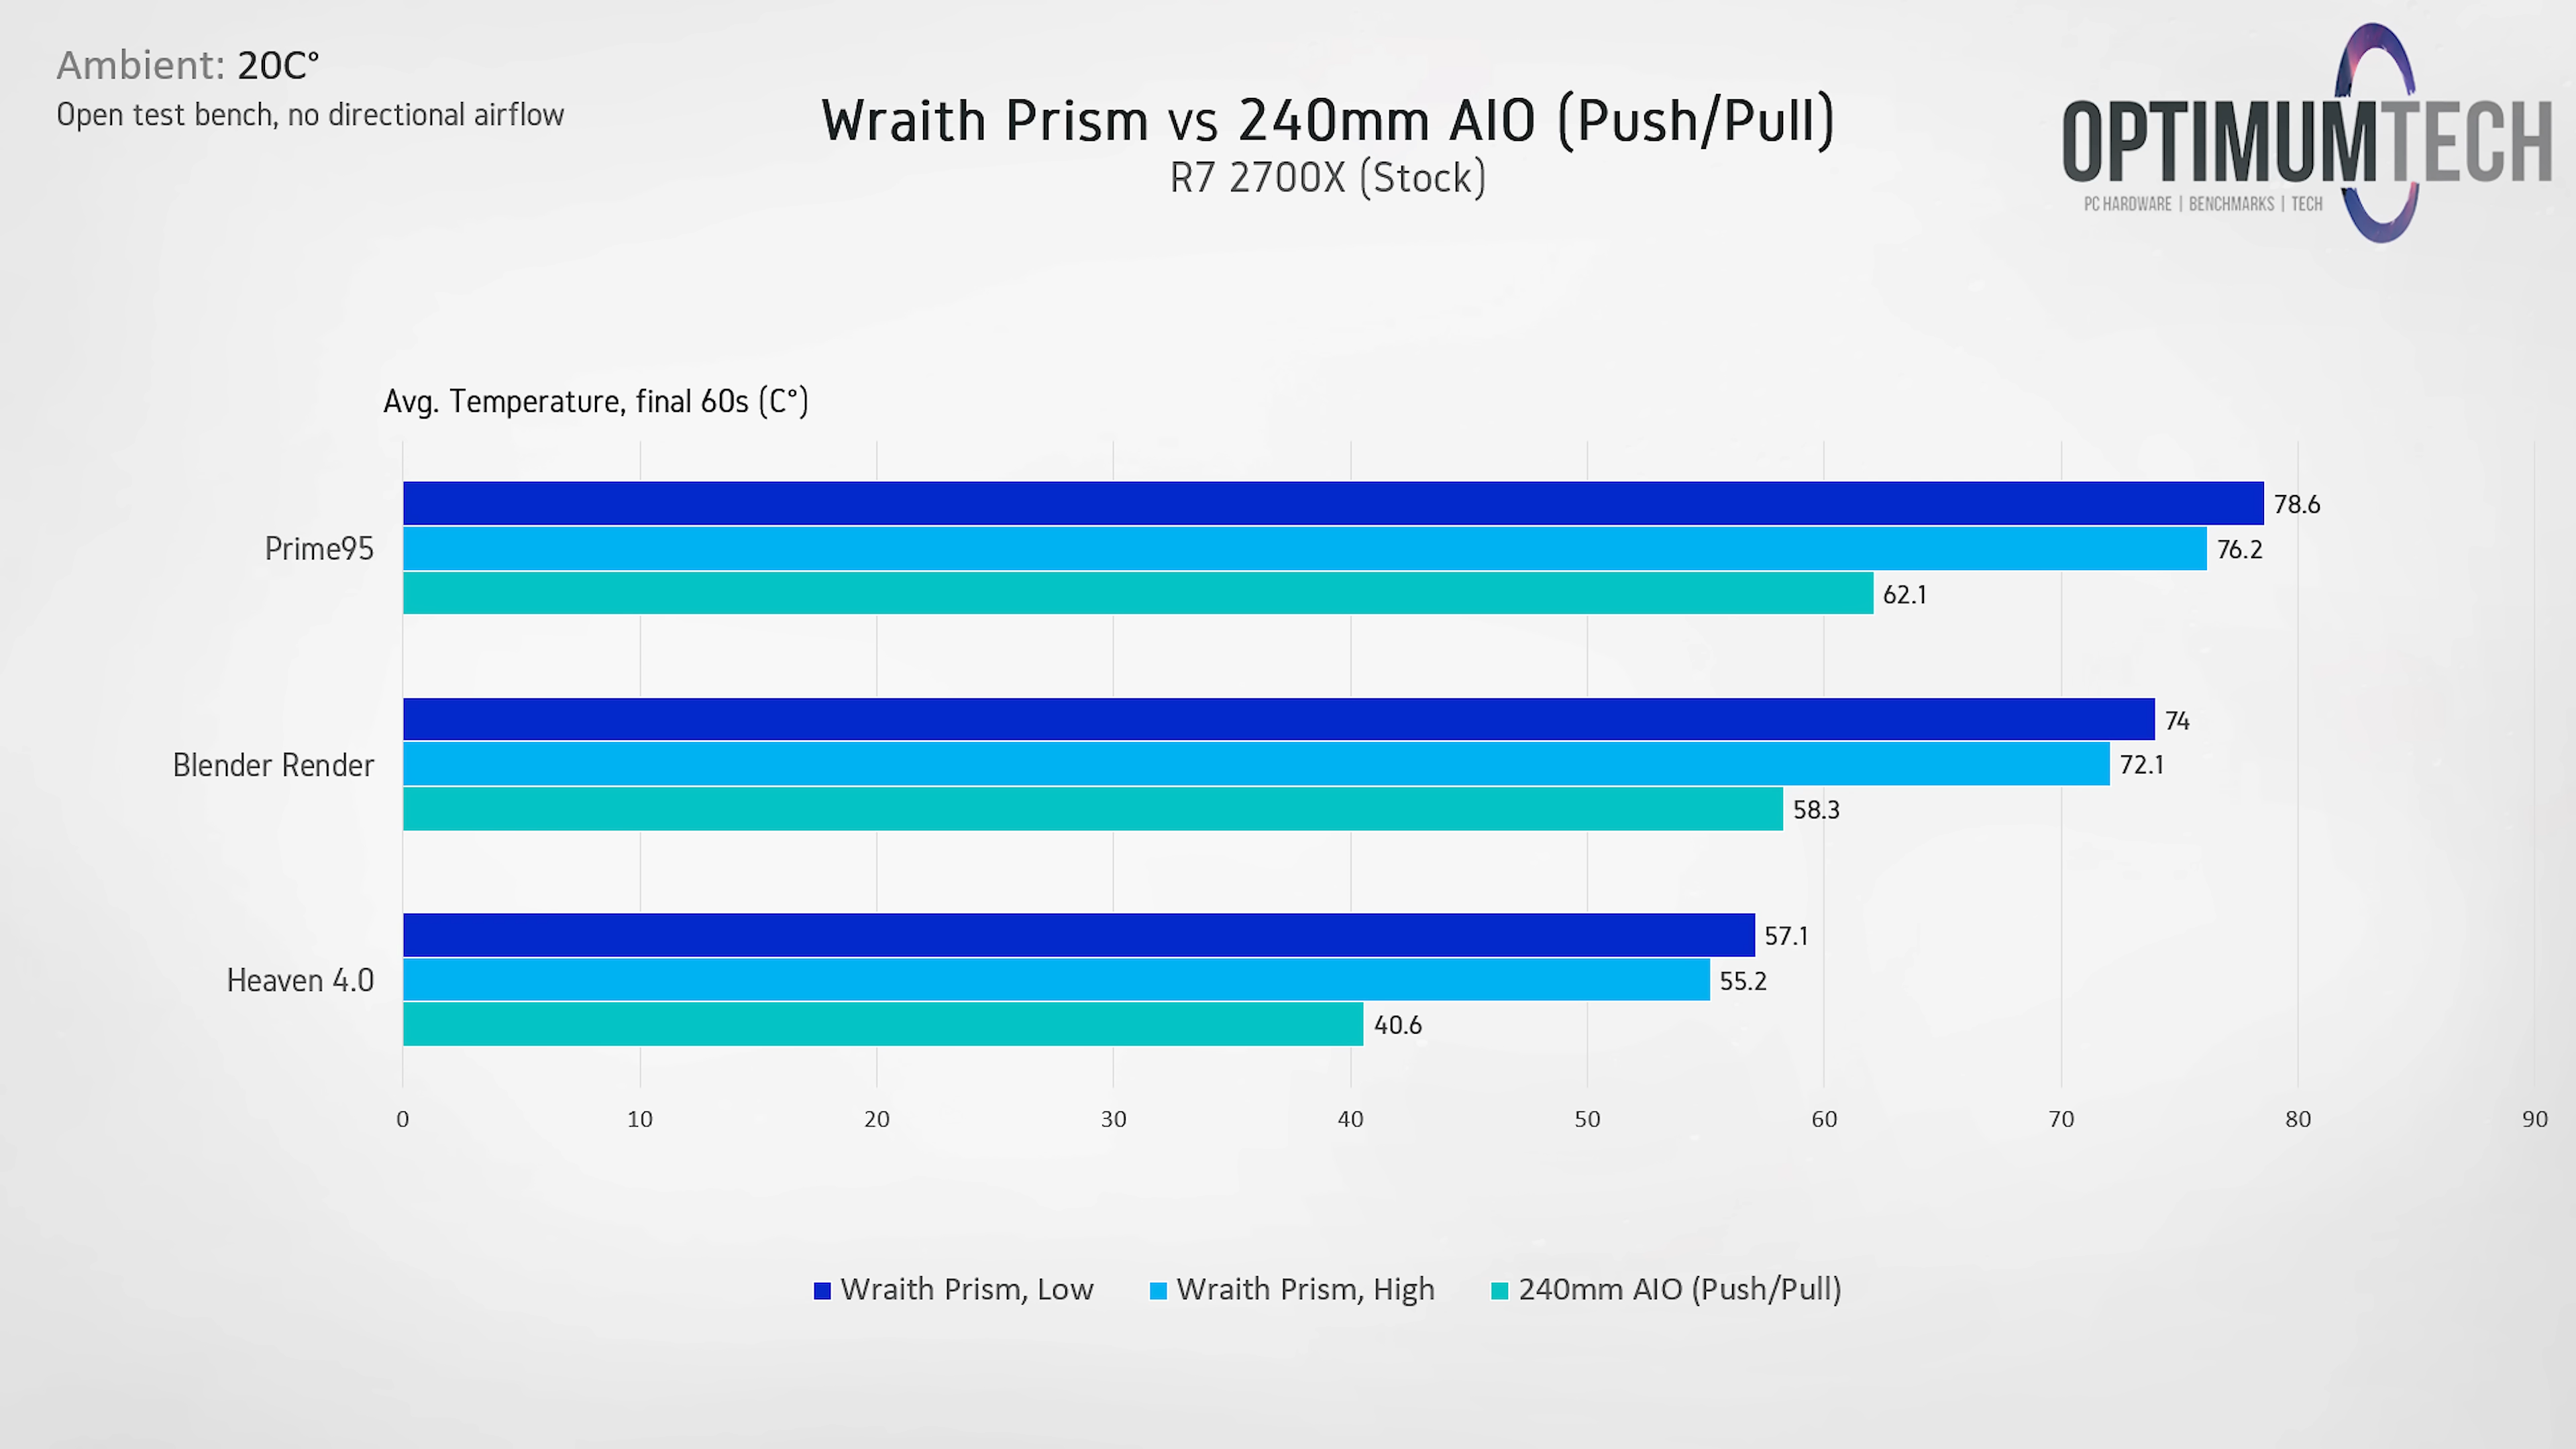 Ambient: 20C°
Open test bench, no directional airflow
Wraith Prism vs 240mm AIO (Push/Pull)
R7 2700X (Stock)
OPTIMUMTECH
PC HARDWARE | BENCHMARKS | TECH
Avg. Temperature, final 60s (C°)
Prime95
78.6
76.2
62.1
Blender Render
74
72.1
58.3
Heaven 4.0
57.1
55.2
40.6
0 10 20 30 40 50 60 70 80 90
Wraith Prism, Low Wraith Prism, High 240mm AIO (Push/Pull)